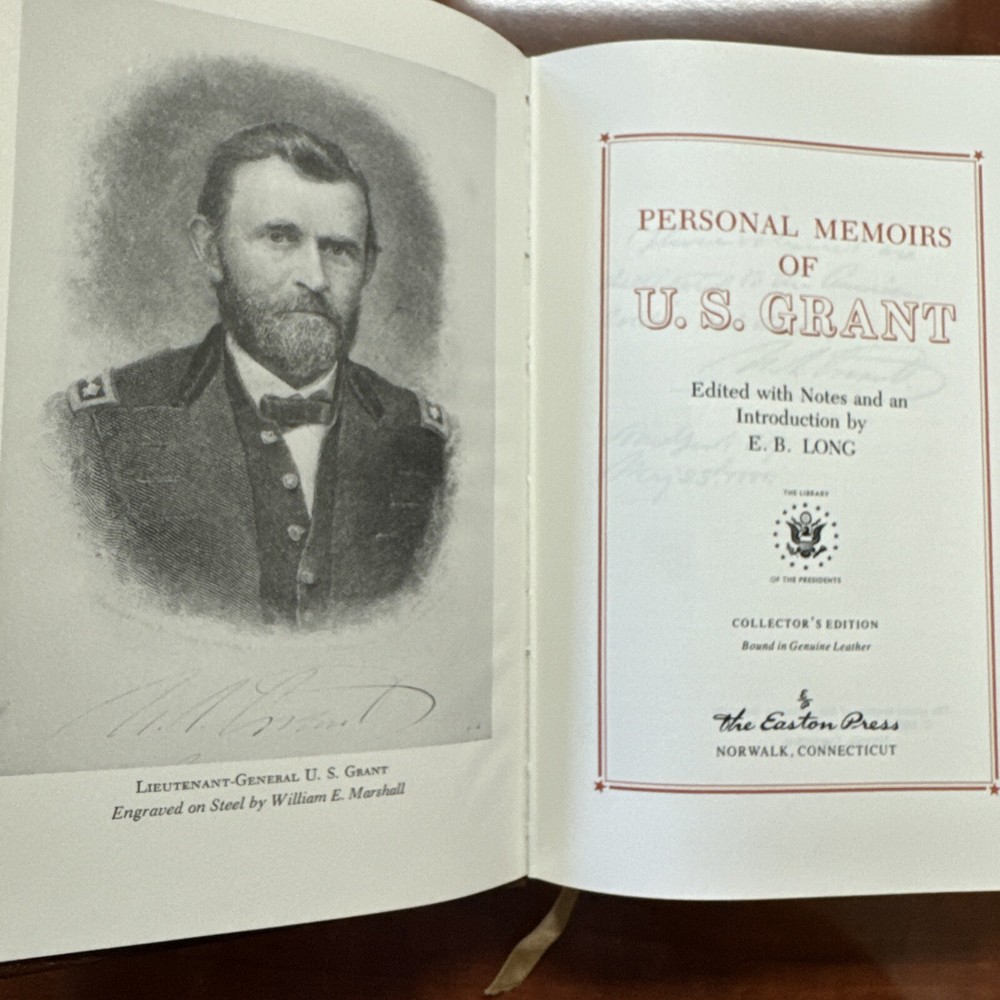 U. S. Grant
LIEUTENANT-GENERAL U. S. GRANT
Engraved on Steel by William E. Marshall
PERSONAL MEMOIRS
OF
U. S. GRANT
Edited with Notes and an
Introduction by
E. B. LONG
THE LIBRARY
OF THE PRESIDENTS
COLLECTOR'S EDITION
Bound in Genuine Leather
The Easton Press
NORWALK, CONNECTICUT